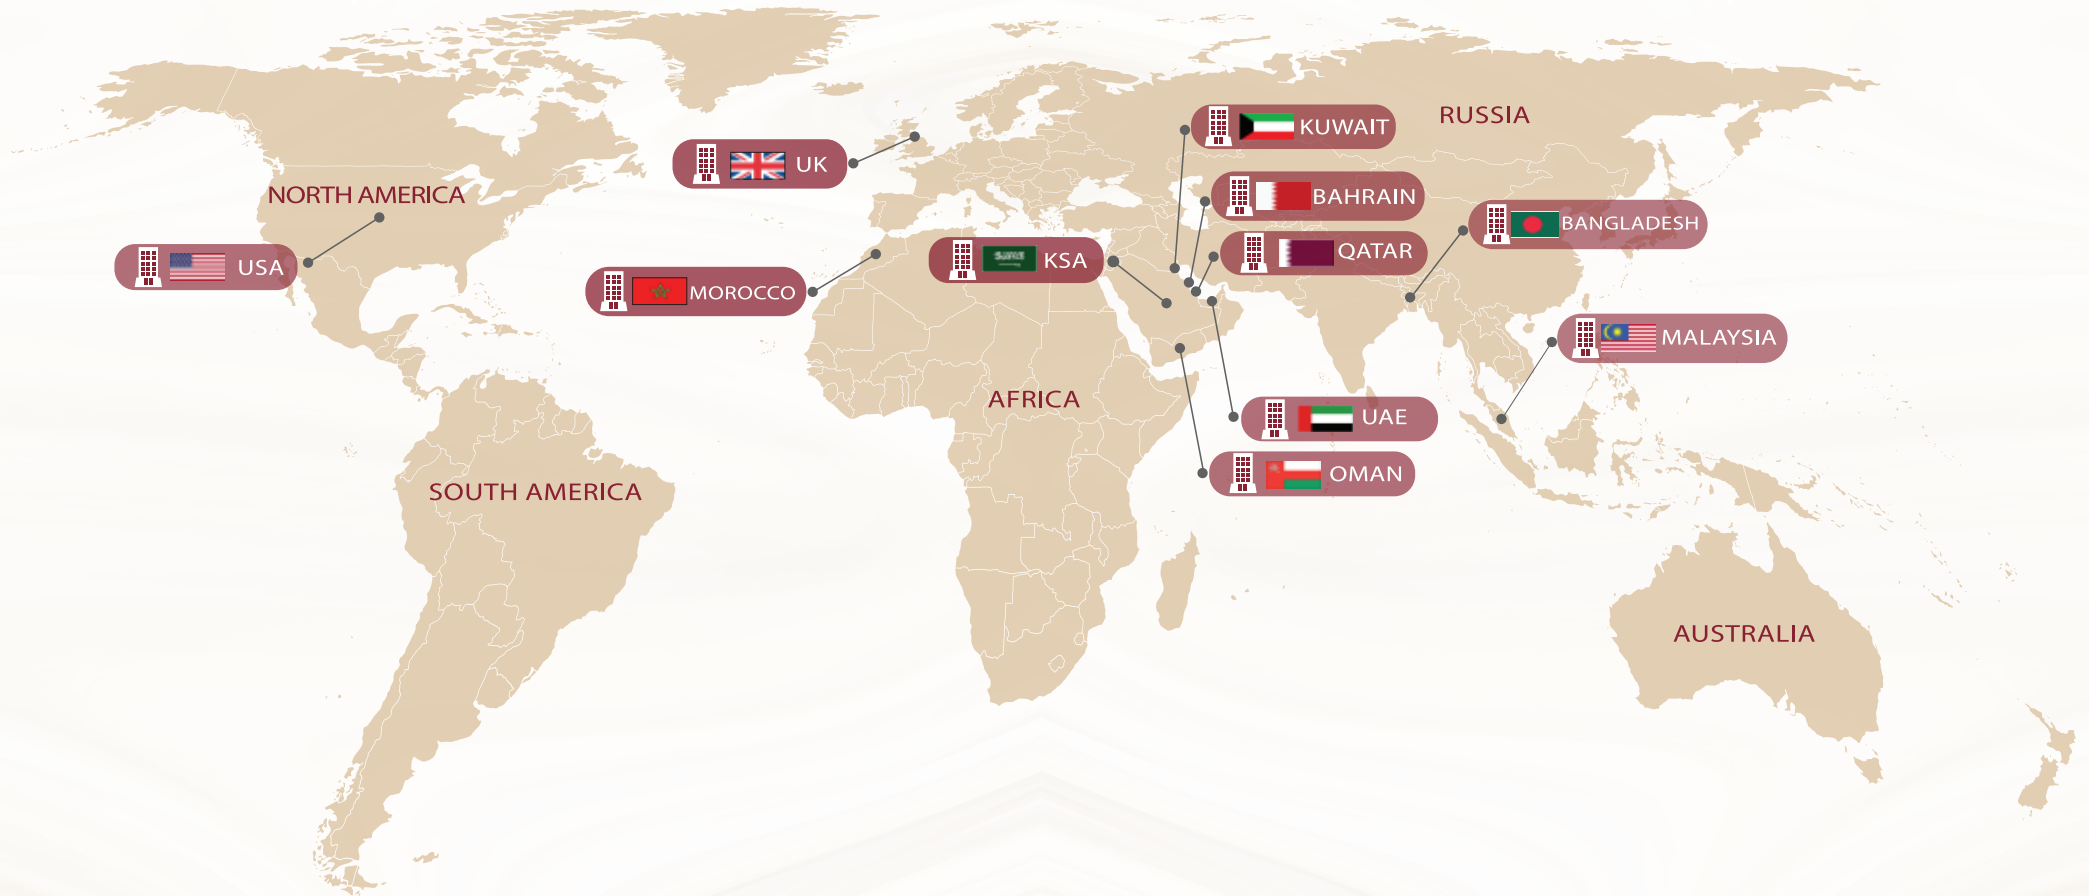 KUWAIT
RUSSIA
UK
NORTH AMERICA
BAHRAIN
BANGLADESH
QATAR
KSA
USA
MOROCCO
MALAYSIA
AFRICA
UAE
OMAN
SOUTH AMERICA
AUSTRALIA